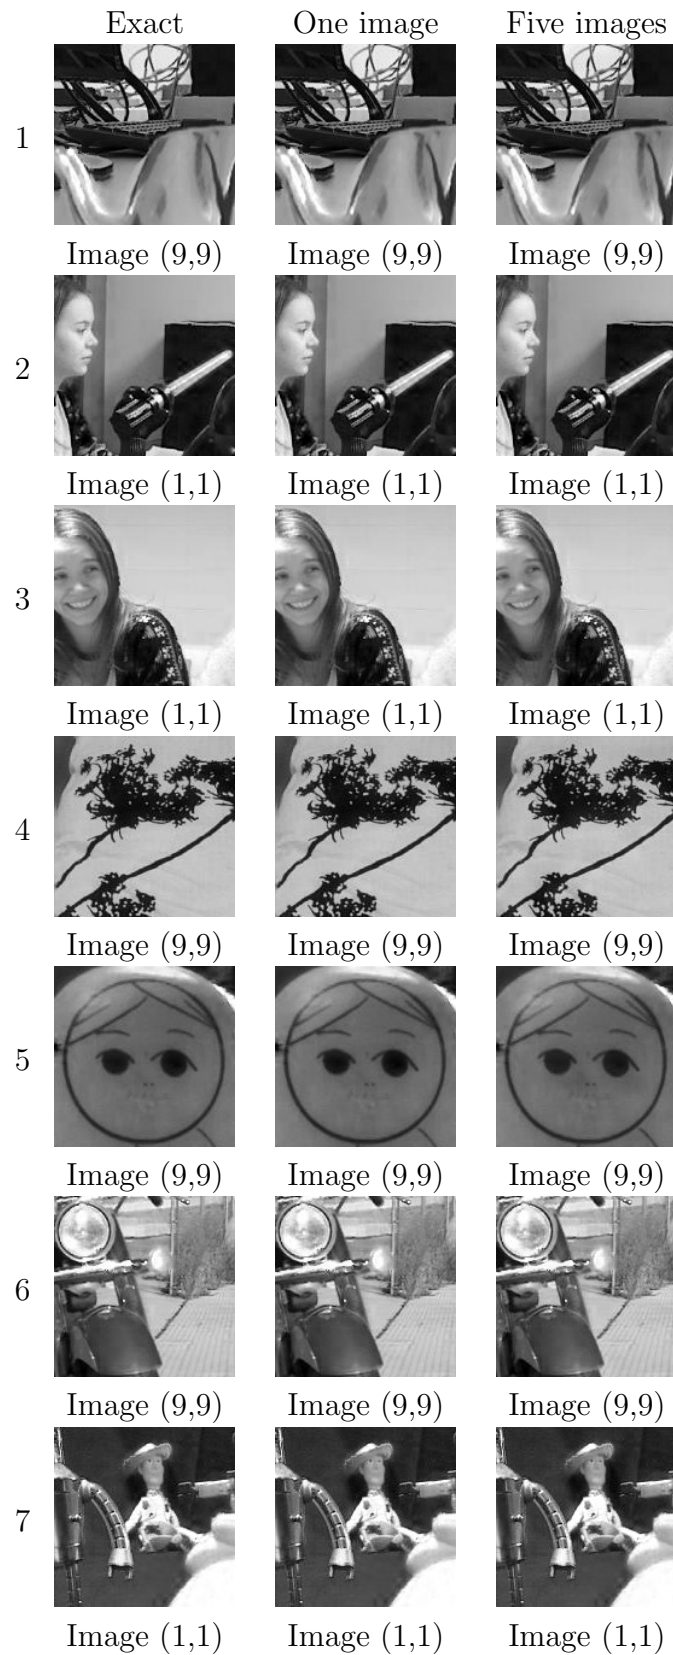 Exact One image Five images
1
Image (9,9) Image (9,9) Image (9,9)
2
Image (1,1) Image (1,1) Image (1,1)
3
Image (1,1) Image (1,1) Image (1,1)
4
Image (9,9) Image (9,9) Image (9,9)
5
Image (9,9) Image (9,9) Image (9,9)
6
Image (9,9) Image (9,9) Image (9,9)
7
Image (1,1) Image (1,1) Image (1,1)